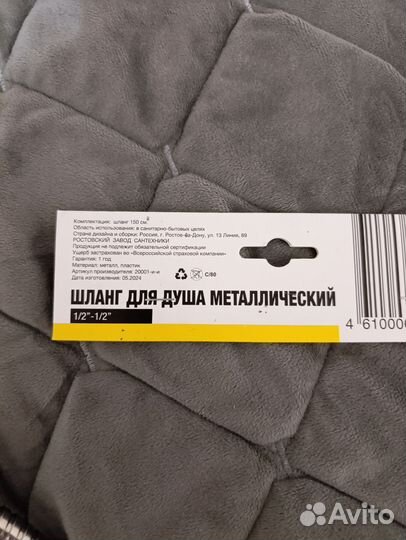 Комплектация: шланг 150 см.
Область использования: в санитарно-бытовых целях
Страна дизайна и сборки: Россия, г. Ростов-на-Дону, ул. 13 Линия, 89
РОСТОВСКИЙ ЗАВОД САНТЕХНИКИ
Продукция не подлежит обязательной сертификации
Ущерб застрахован во «Всероссийской страховой компании»
Гарантия: 1 год
Материал: металл, пластик
Артикул производителя: 20001-и-и
Дата изготовления: 05.2024
C/80
ШЛАНГ ДЛЯ ДУША МЕТАЛЛИЧЕСКИЙ
1/2"-1/2"
4 610000
Avito